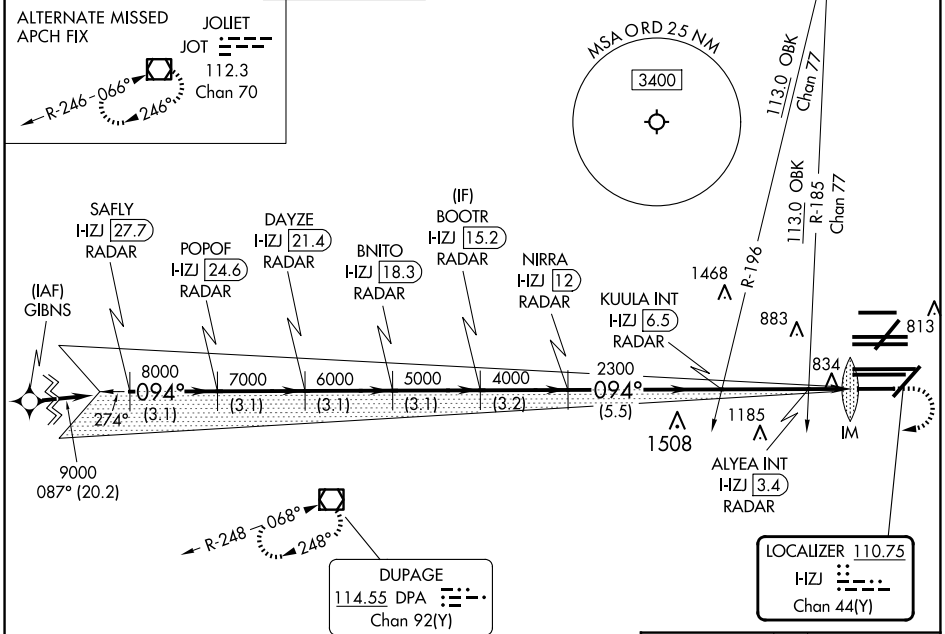 ALTERNATE MISSED
APCH FIX
JOLIET
JOT
112.3
Chan 70
R-246
066°
246°
MSA ORD 25 NM
3400
113.0 OBK
Chan 77
R-196
113.0 OBK
R-185
Chan 77
(IAF)
GIBNS
SAFLY
I-IZJ 27.7
RADAR
POPOF
I-IZJ 24.6
RADAR
DAYZE
I-IZJ 21.4
RADAR
BNITO
I-IZJ 18.3
RADAR
(IF)
BOOTR
I-IZJ 15.2
RADAR
NIRRA
I-IZJ 12
RADAR
KUULA INT
I-IZJ 6.5
RADAR
1468
883
813
834
8000
094°
(3.1)
274°
7000
(3.1)
6000
(3.1)
5000
(3.1)
4000
(3.2)
2300
094°
(5.5)
1508
1185
IM
9000
087° (20.2)
ALYEA INT
I-IZJ 3.4
RADAR
R-248
068°
248°
DUPAGE
114.55 DPA
Chan 92(Y)
LOCALIZER 110.75
I-IZJ
Chan 44(Y)